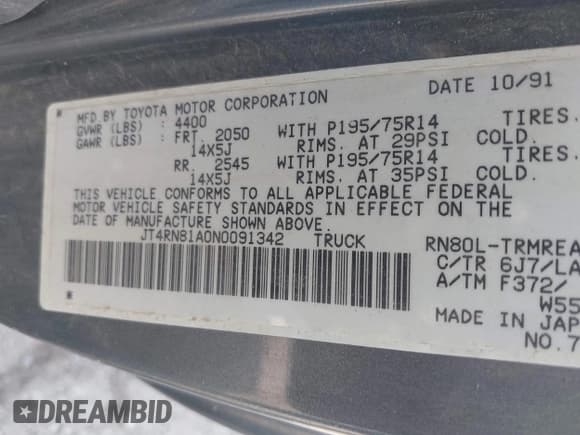 DATE 10/91
MFD.BY TOYOTA MOTOR CORPORATION
GVWR (LBS) : 4400
GAWR (LBS) : FRT. 2050 WITH P195/75R14 TIRES.
14X5J RIMS. AT 29PSI COLD.
RR. 2545 WITH P195/75R14 TIRES.
14X5J RIMS. AT 35PSI COLD.
THIS VEHICLE CONFORMS TO ALL APPLICABLE FEDERAL
MOTOR VEHICLE SAFETY STANDARDS IN EFFECT ON THE
DATE OF MANUFACTURE SHOWN ABOVE.
JT4RN81A0N0091342 TRUCK RN80L-TRMREA
C/TR 6J7/LA
A/TM F372/
W55
MADE IN JAP
NO.7
DREAMBID